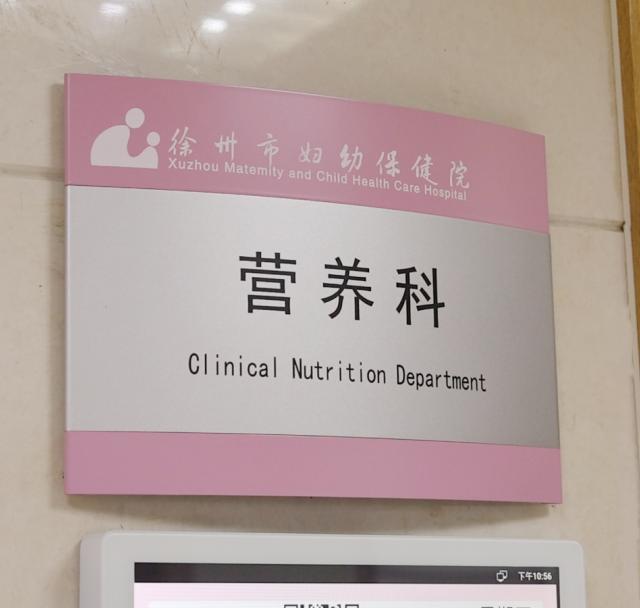 徐州市妇幼保健院
Xuzhou Maternity and Child Health Care Hospital
营养科
Clinical Nutrition Department
下午10:56